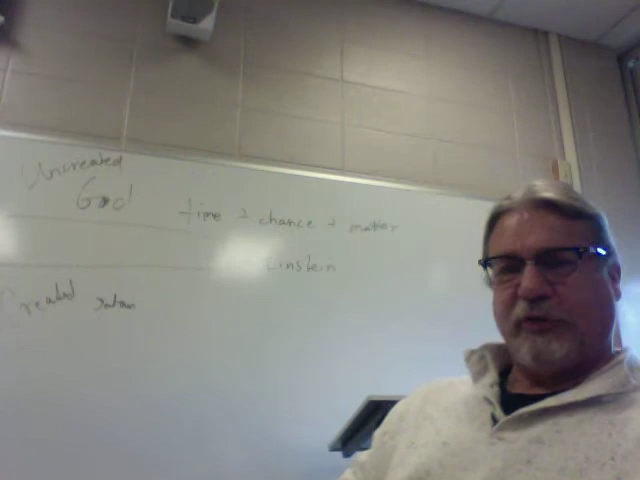 Uncreated
God
time + chance + matter
Einstein
Created satan